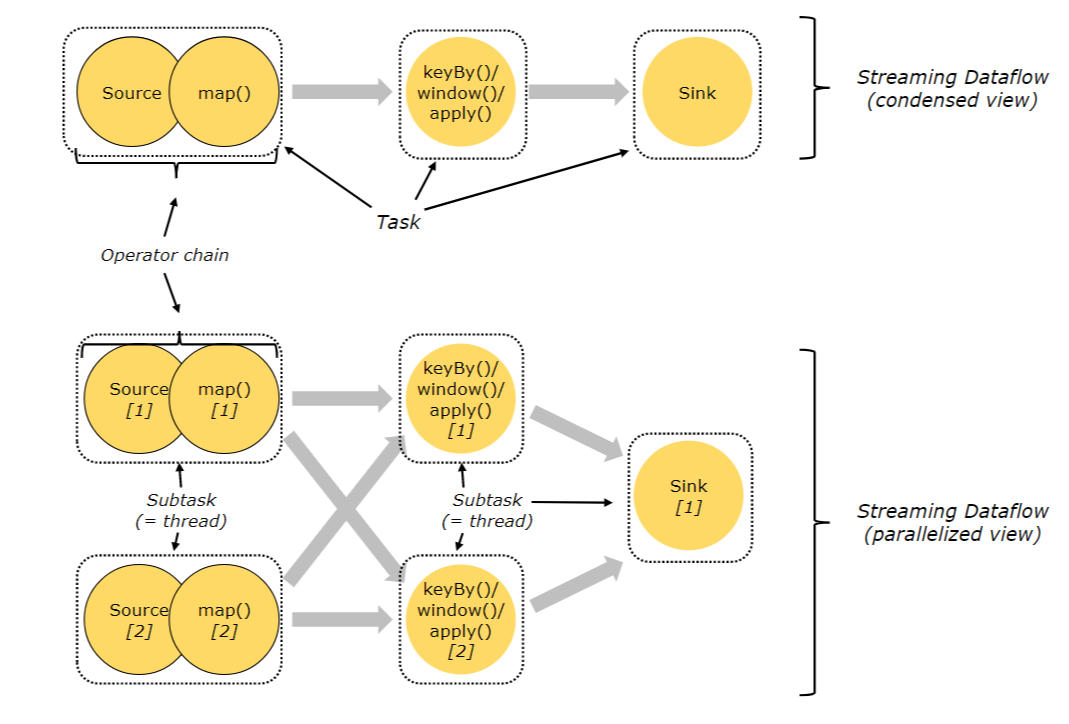 Source
map()
keyBy()/
window()/
apply()
Sink
Streaming Dataflow
(condensed view)
Task
Operator chain
Source
[1]
map()
[1]
keyBy()/
window()/
apply()
[1]
Subtask
(= thread)
Subtask
(= thread)
Sink
[1]
Streaming Dataflow
(parallelized view)
Source
[2]
map()
[2]
keyBy()/
window()/
apply()
[2]